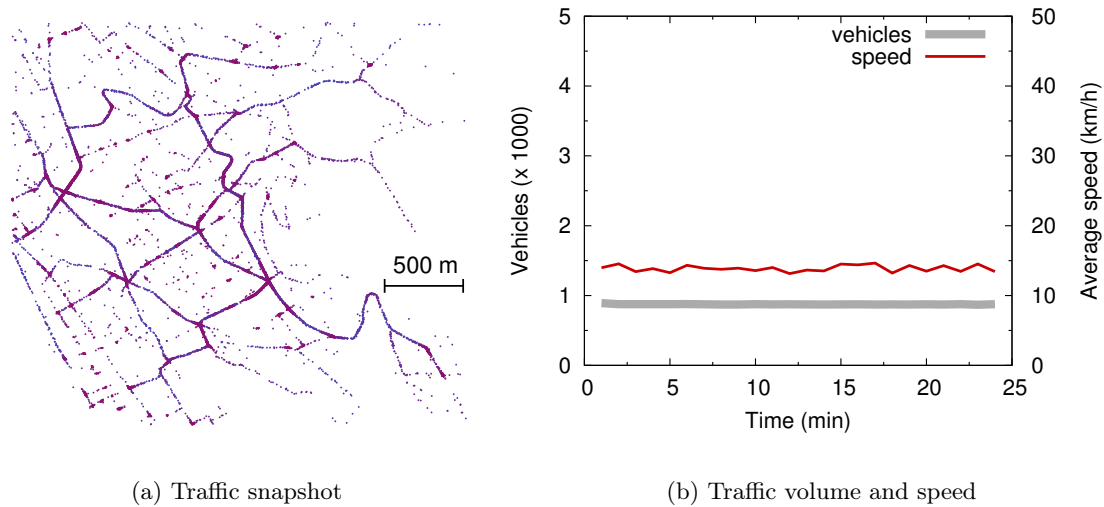 500 m
(a) Traffic snapshot
vehicles
speed
5
4
3
2
1
0
Vehicles (x 1000)
50
40
30
20
10
0
Average speed (km/h)
0
5
10
15
20
25
Time (min)
(b) Traffic volume and speed